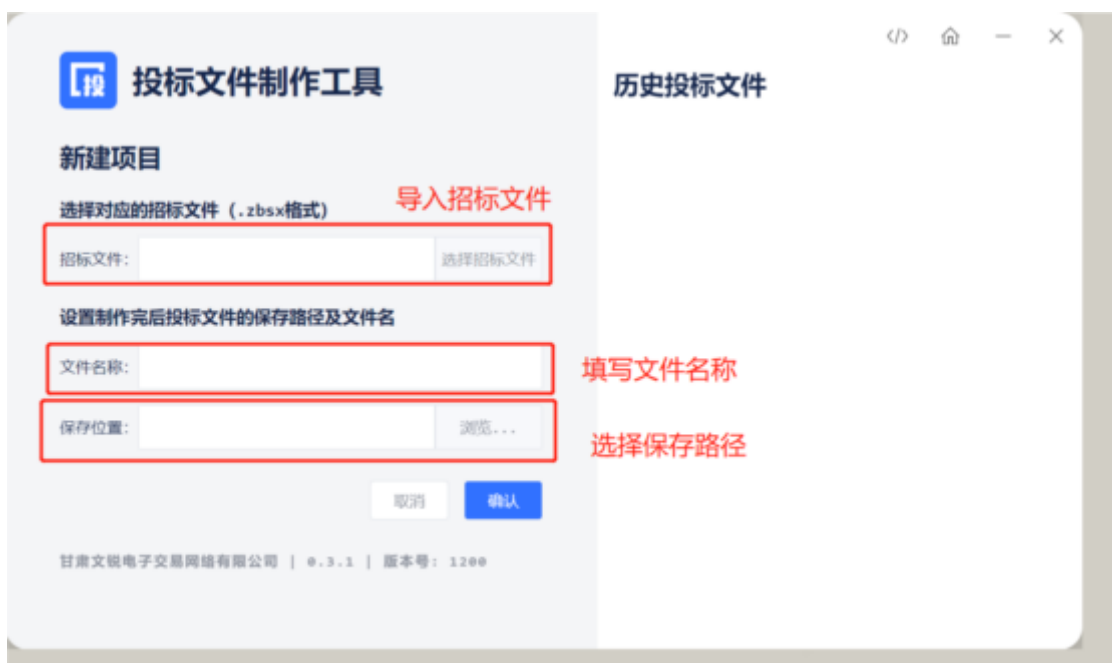 投
投标文件制作工具
历史投标文件
新建项目
导入招标文件
选择对应的招标文件（.zbsx格式）
招标文件:
选择招标文件
设置制作完后投标文件的保存路径及文件名
文件名称:
填写文件名称
保存位置:
浏览...
选择保存路径
取消
确认
甘肃文锐电子交易网络有限公司 | 0.3.1 | 版本号: 1200